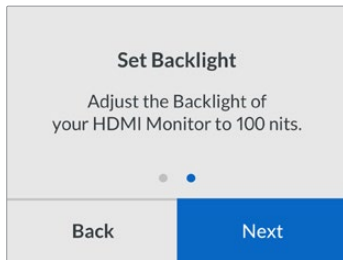 Set Backlight
Adjust the Backlight of
your HDMI Monitor to 100 nits.
Back
Next